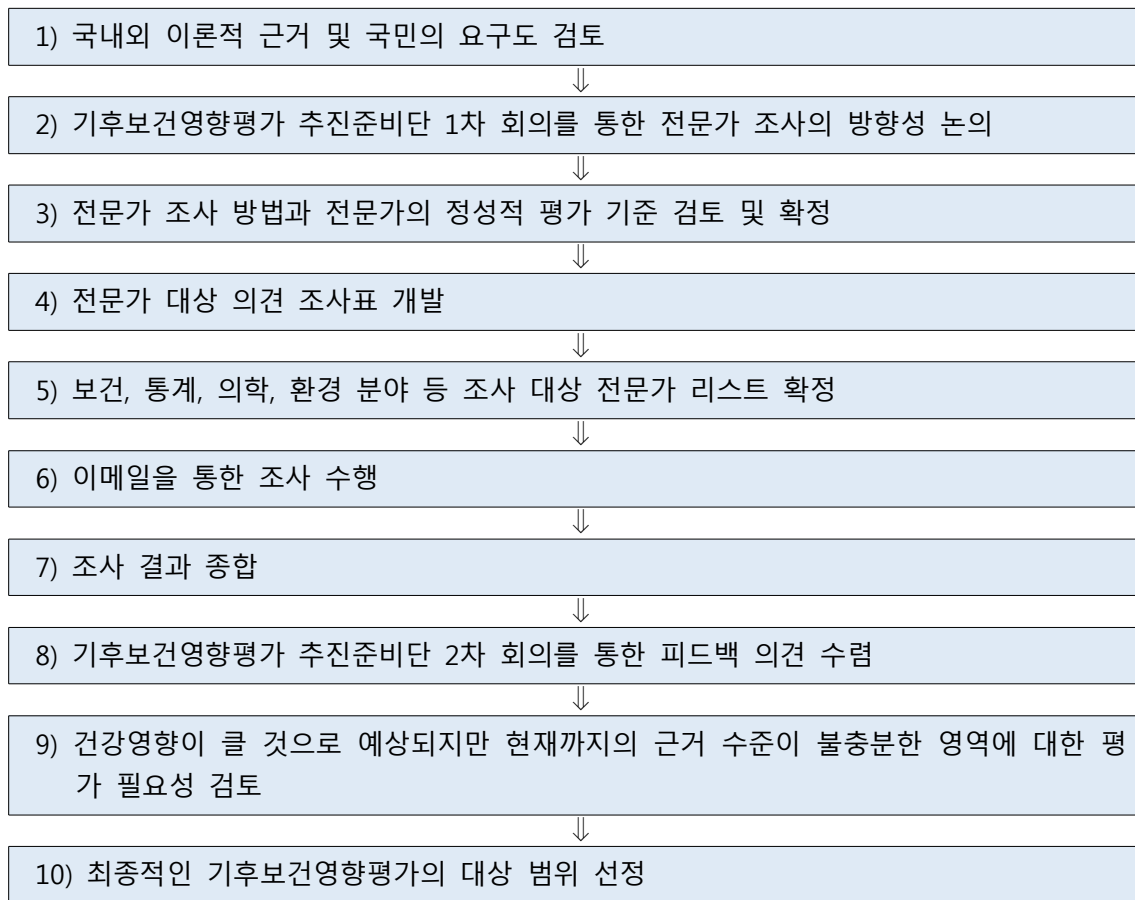 1) 국내외 이론적 근거 및 국민의 요구도 검토
⇓
2) 기후보건영향평가 추진준비단 1차 회의를 통한 전문가 조사의 방향성 논의
⇓
3) 전문가 조사 방법과 전문가의 정성적 평가 기준 검토 및 확정
⇓
4) 전문가 대상 의견 조사표 개발
⇓
5) 보건, 통계, 의학, 환경 분야 등 조사 대상 전문가 리스트 확정
⇓
6) 이메일을 통한 조사 수행
⇓
7) 조사 결과 종합
⇓
8) 기후보건영향평가 추진준비단 2차 회의를 통한 피드백 의견 수렴
⇓
9) 건강영향이 클 것으로 예상되지만 현재까지의 근거 수준이 불충분한 영역에 대한 평
가 필요성 검토
⇓
10) 최종적인 기후보건영향평가의 대상 범위 선정